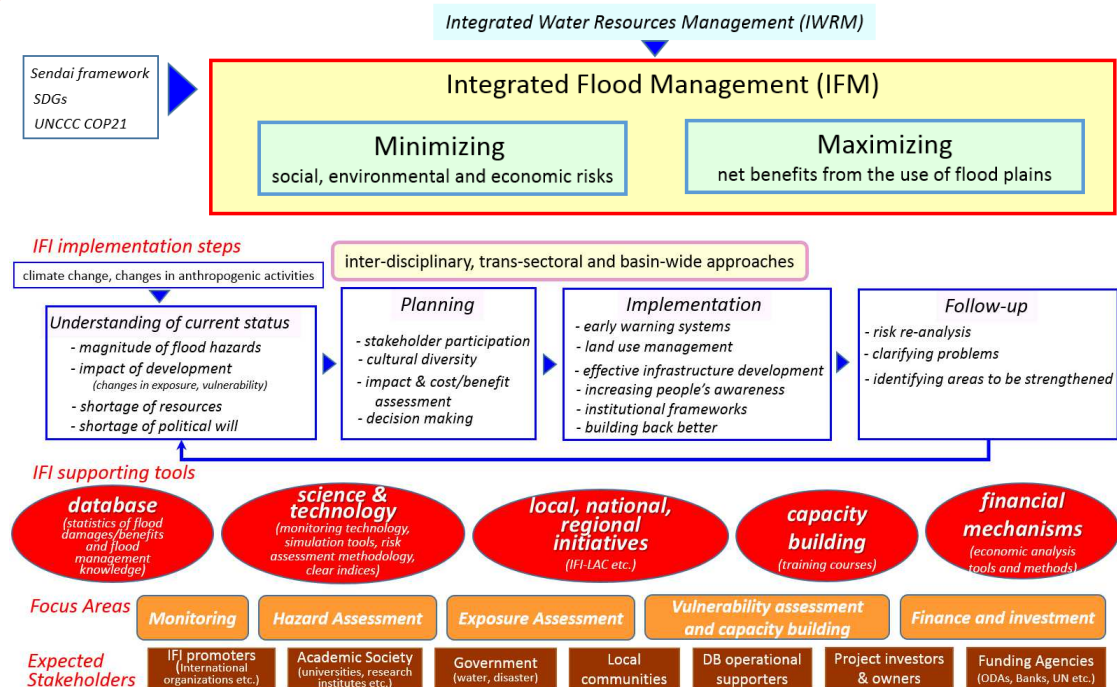 Integrated Water Resources Management (IWRM)
Sendai framework
SDGs
UNCCC COP21
Integrated Flood Management (IFM)
Minimizing
social, environmental and economic risks
Maximizing
net benefits from the use of flood plains
IFI implementation steps
climate change, changes in anthropogenic activities
inter-disciplinary, trans-sectoral and basin-wide approaches
Understanding of current status
- magnitude of flood hazards
- impact of development
(changes in exposure, vulnerability)
- shortage of resources
- shortage of political will
Planning
- stakeholder participation
- cultural diversity
- impact & cost/benefit
assessment
- decision making
Implementation
- early warning systems
- land use management
- effective infrastructure development
- increasing people's awareness
- institutional frameworks
- building back better
Follow-up
- risk re-analysis
- clarifying problems
- identifying areas to be strengthened
IFI supporting tools
database
(statistics of flood
damages/benefits
and flood
management
knowledge)
science &
technology
(monitoring technology,
simulation tools, risk
assessment methodology,
clear indices)
local, national,
regional
initiatives
(IFI-LAC etc.)
capacity
building
(training courses)
financial
mechanisms
(economic analysis
tools and methods)
Focus Areas
Monitoring
Hazard Assessment
Exposure Assessment
Vulnerability assessment
and capacity building
Finance and investment
Expected
Stakeholders
IFI promoters
(International
organizations etc.)
Academic Society
(universities, research
institutes etc.)
Government
(water, disaster)
Local
communities
DB operational
supporters
Project investors
& owners
Funding Agencies
(ODAs, Banks, UN etc.)